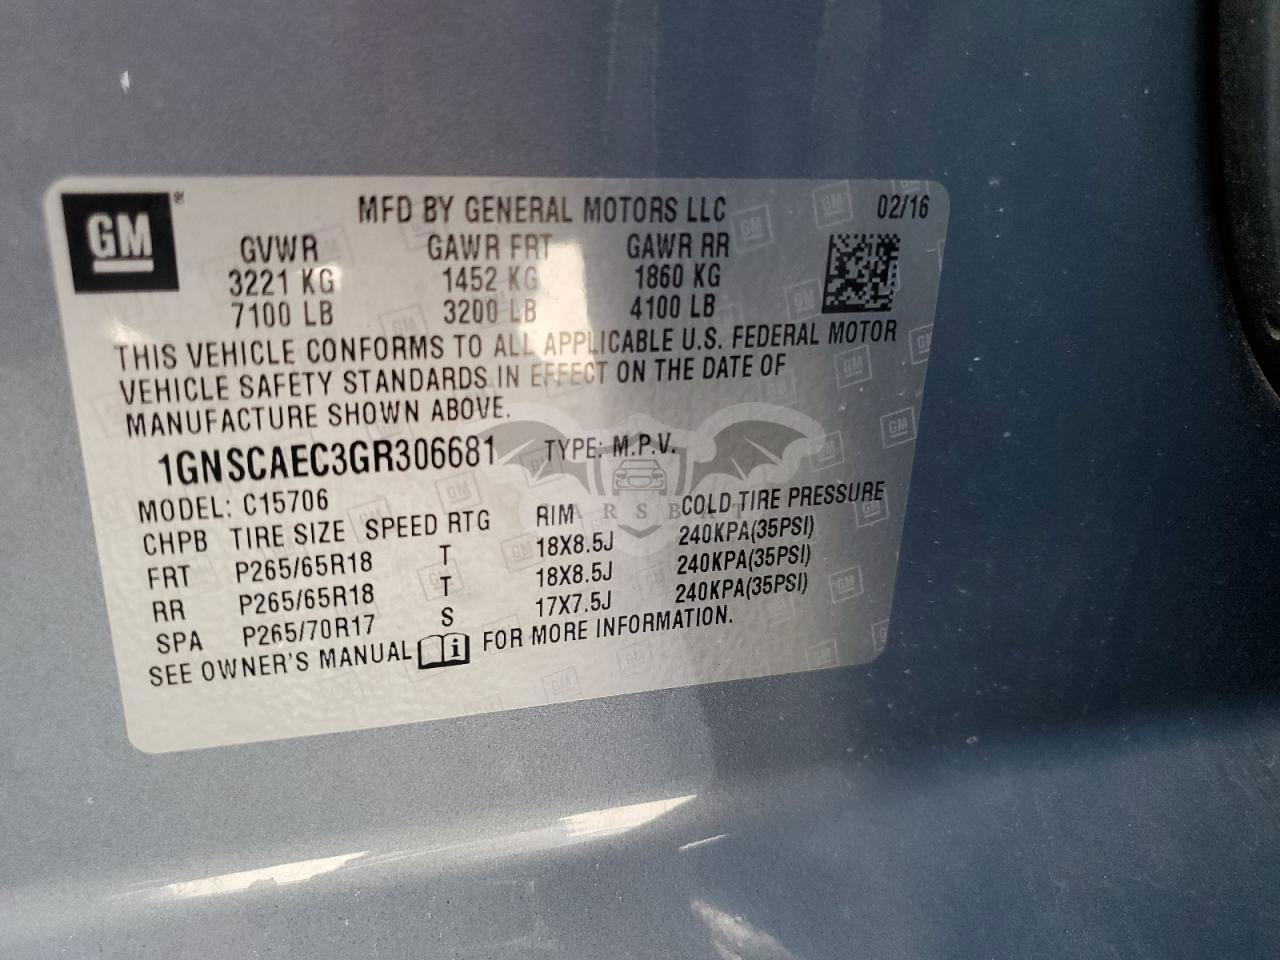 GM ® MFD BY GENERAL MOTORS LLC 02/16
GVWR GAWR FRT GAWR RR
3221 KG 1452 KG 1860 KG
7100 LB 3200 LB 4100 LB
THIS VEHICLE CONFORMS TO ALL APPLICABLE U.S. FEDERAL MOTOR
VEHICLE SAFETY STANDARDS IN EFFECT ON THE DATE OF
MANUFACTURE SHOWN ABOVE.
1GNSCAEC3GR306681 TYPE: M.P.V.
MODEL: C15706
CHPB TIRE SIZE SPEED RTG RIM COLD TIRE PRESSURE
FRT P265/65R18 T 18X8.5J 240KPA(35PSI)
RR P265/65R18 T 18X8.5J 240KPA(35PSI)
SPA P265/70R17 S 17X7.5J 240KPA(35PSI)
SEE OWNER'S MANUAL i FOR MORE INFORMATION.